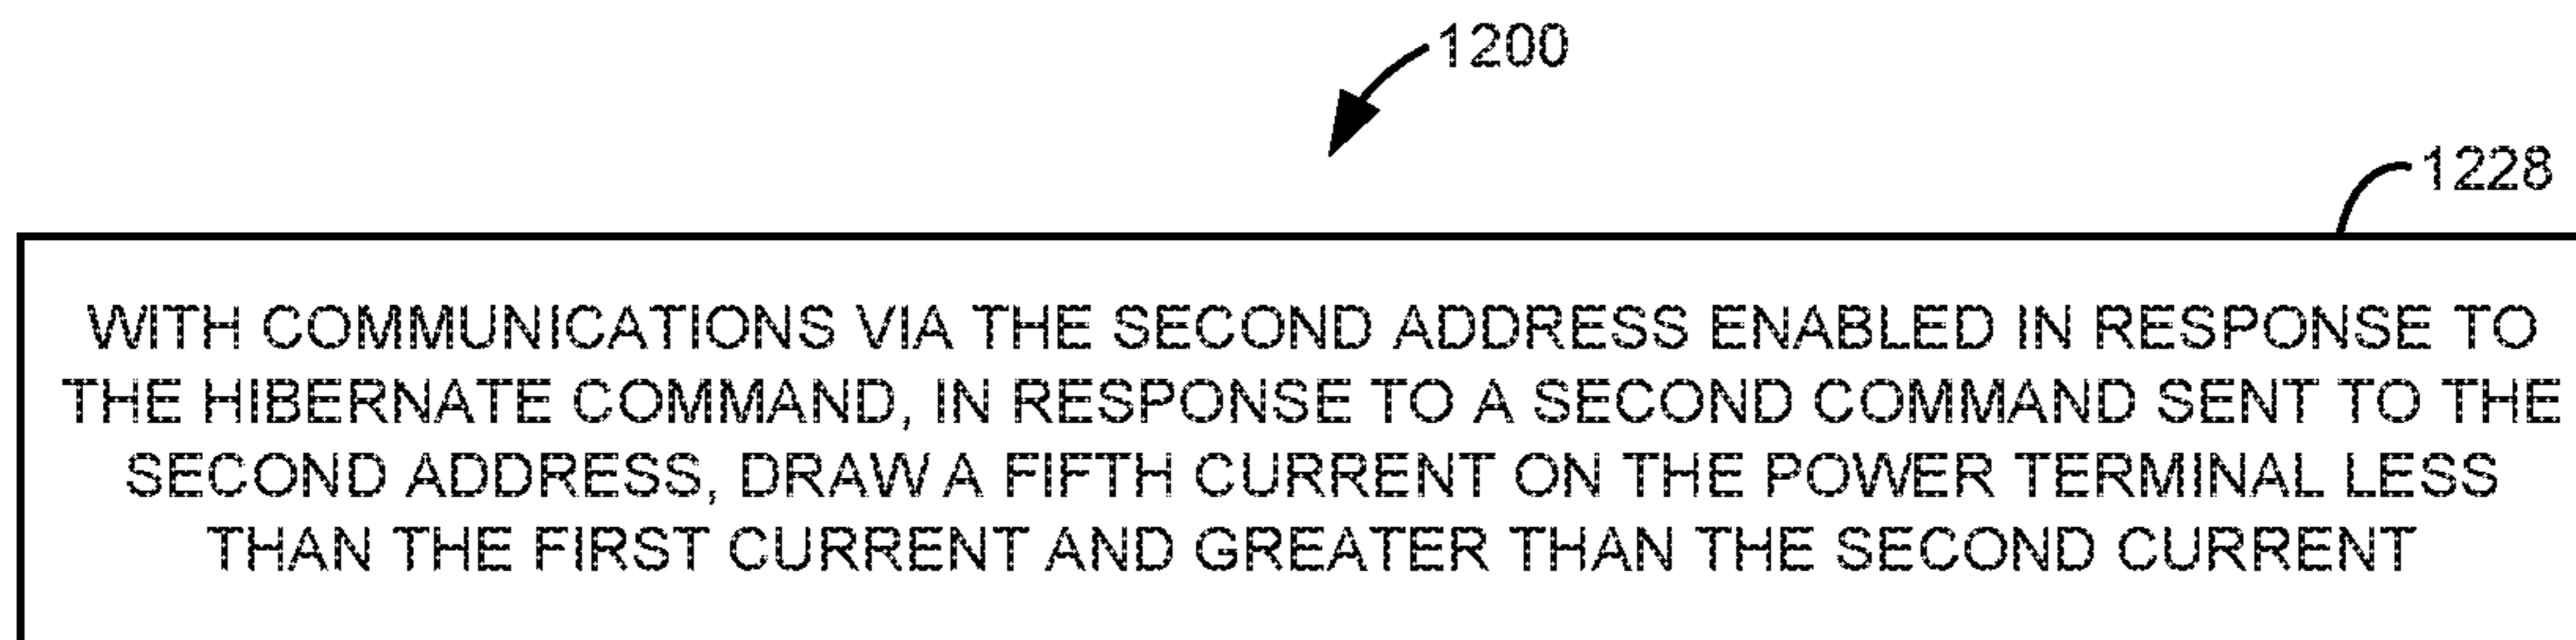 1200
1228
WITH COMMUNICATIONS VIA THE SECOND ADDRESS ENABLED IN RESPONSE TO
THE HIBERNATE COMMAND, IN RESPONSE TO A SECOND COMMAND SENT TO THE
SECOND ADDRESS, DRAW A FIFTH CURRENT ON THE POWER TERMINAL LESS
THAN THE FIRST CURRENT AND GREATER THAN THE SECOND CURRENT